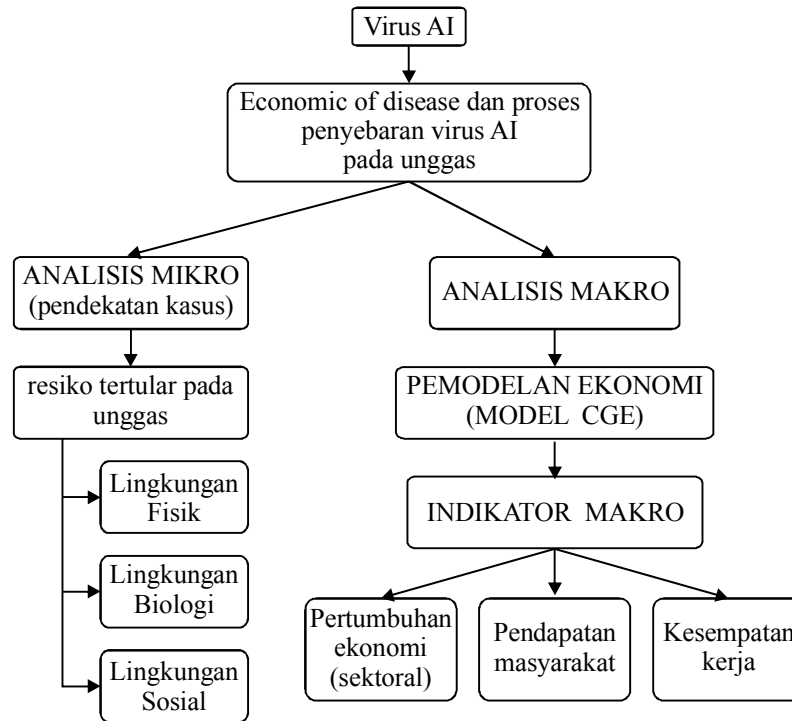 Virus AI
Economic of disease dan proses
penyebaran virus AI
pada unggas
ANALISIS MIKRO
(pendekatan kasus)
resiko tertular pada
unggas
Lingkungan
Fisik
Lingkungan
Biologi
Lingkungan
Sosial
ANALISIS MAKRO
PEMODELAN EKONOMI
(MODEL CGE)
INDIKATOR MAKRO
Pertumbuhan
ekonomi
(sektoral)
Pendapatan
masyarakat
Kesempatan
kerja